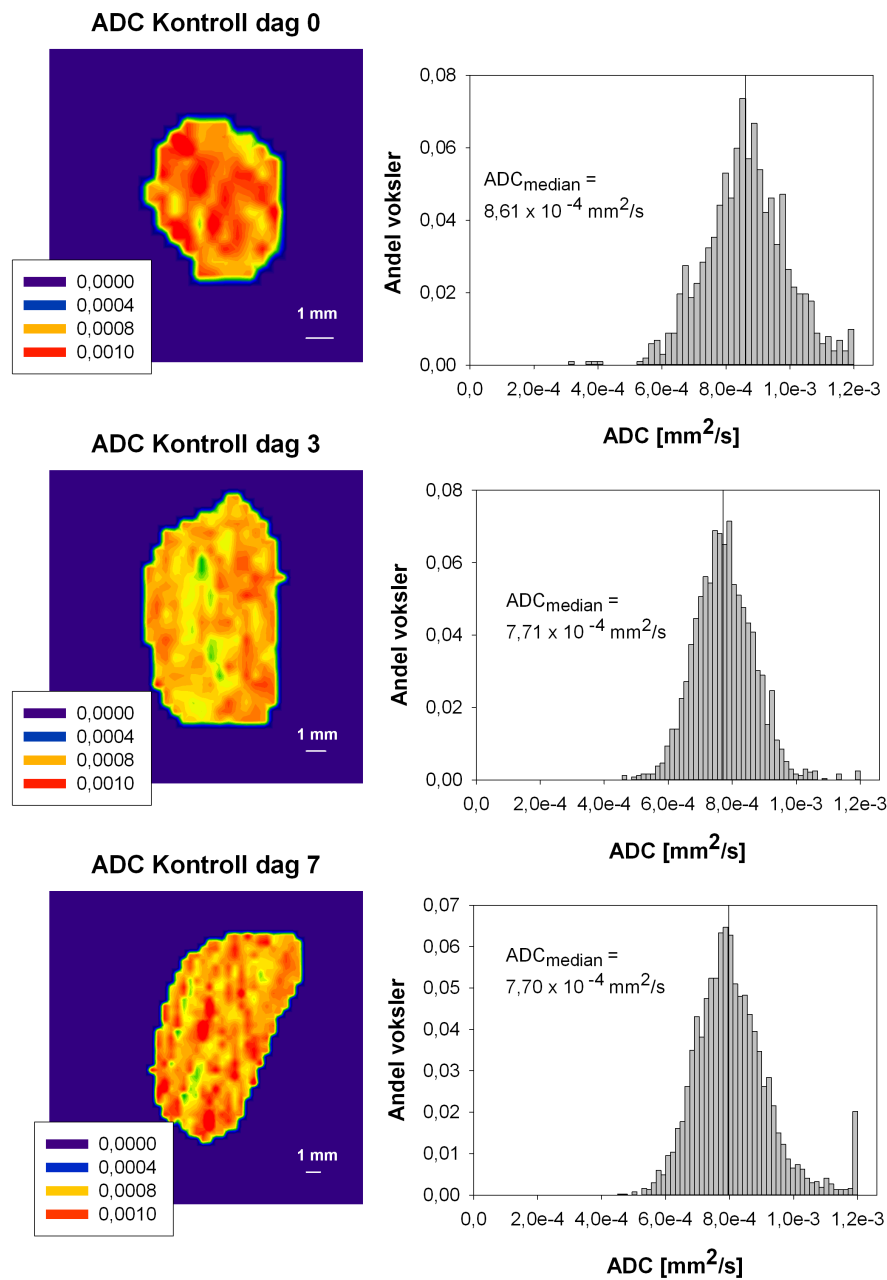 ADC Kontroll dag 0
0,0000
0,0004
0,0008
0,0010
1 mm
Andel voksler
0,08
0,06
0,04
0,02
0,00
ADCmedian =
8,61 x 10 -4 mm2/s
0,0 2,0e-4 4,0e-4 6,0e-4 8,0e-4 1,0e-3 1,2e-3
ADC [mm2/s]
ADC Kontroll dag 3
0,0000
0,0004
0,0008
0,0010
1 mm
Andel voksler
0,08
0,06
0,04
0,02
0,00
ADCmedian =
7,71 x 10 -4 mm2/s
0,0 2,0e-4 4,0e-4 6,0e-4 8,0e-4 1,0e-3 1,2e-3
ADC [mm2/s]
ADC Kontroll dag 7
0,0000
0,0004
0,0008
0,0010
1 mm
Andel voksler
0,07
0,06
0,05
0,04
0,03
0,02
0,01
0,00
ADCmedian =
7,70 x 10 -4 mm2/s
0,0 2,0e-4 4,0e-4 6,0e-4 8,0e-4 1,0e-3 1,2e-3
ADC [mm2/s]